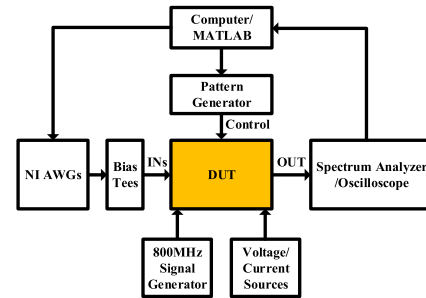 Computer/
MATLAB
Pattern
Generator
Control
NI AWGs
Bias
Tees
INs
DUT
OUT
Spectrum Analyzer
/Oscilloscope
800MHz
Signal
Generator
Voltage/
Current
Sources